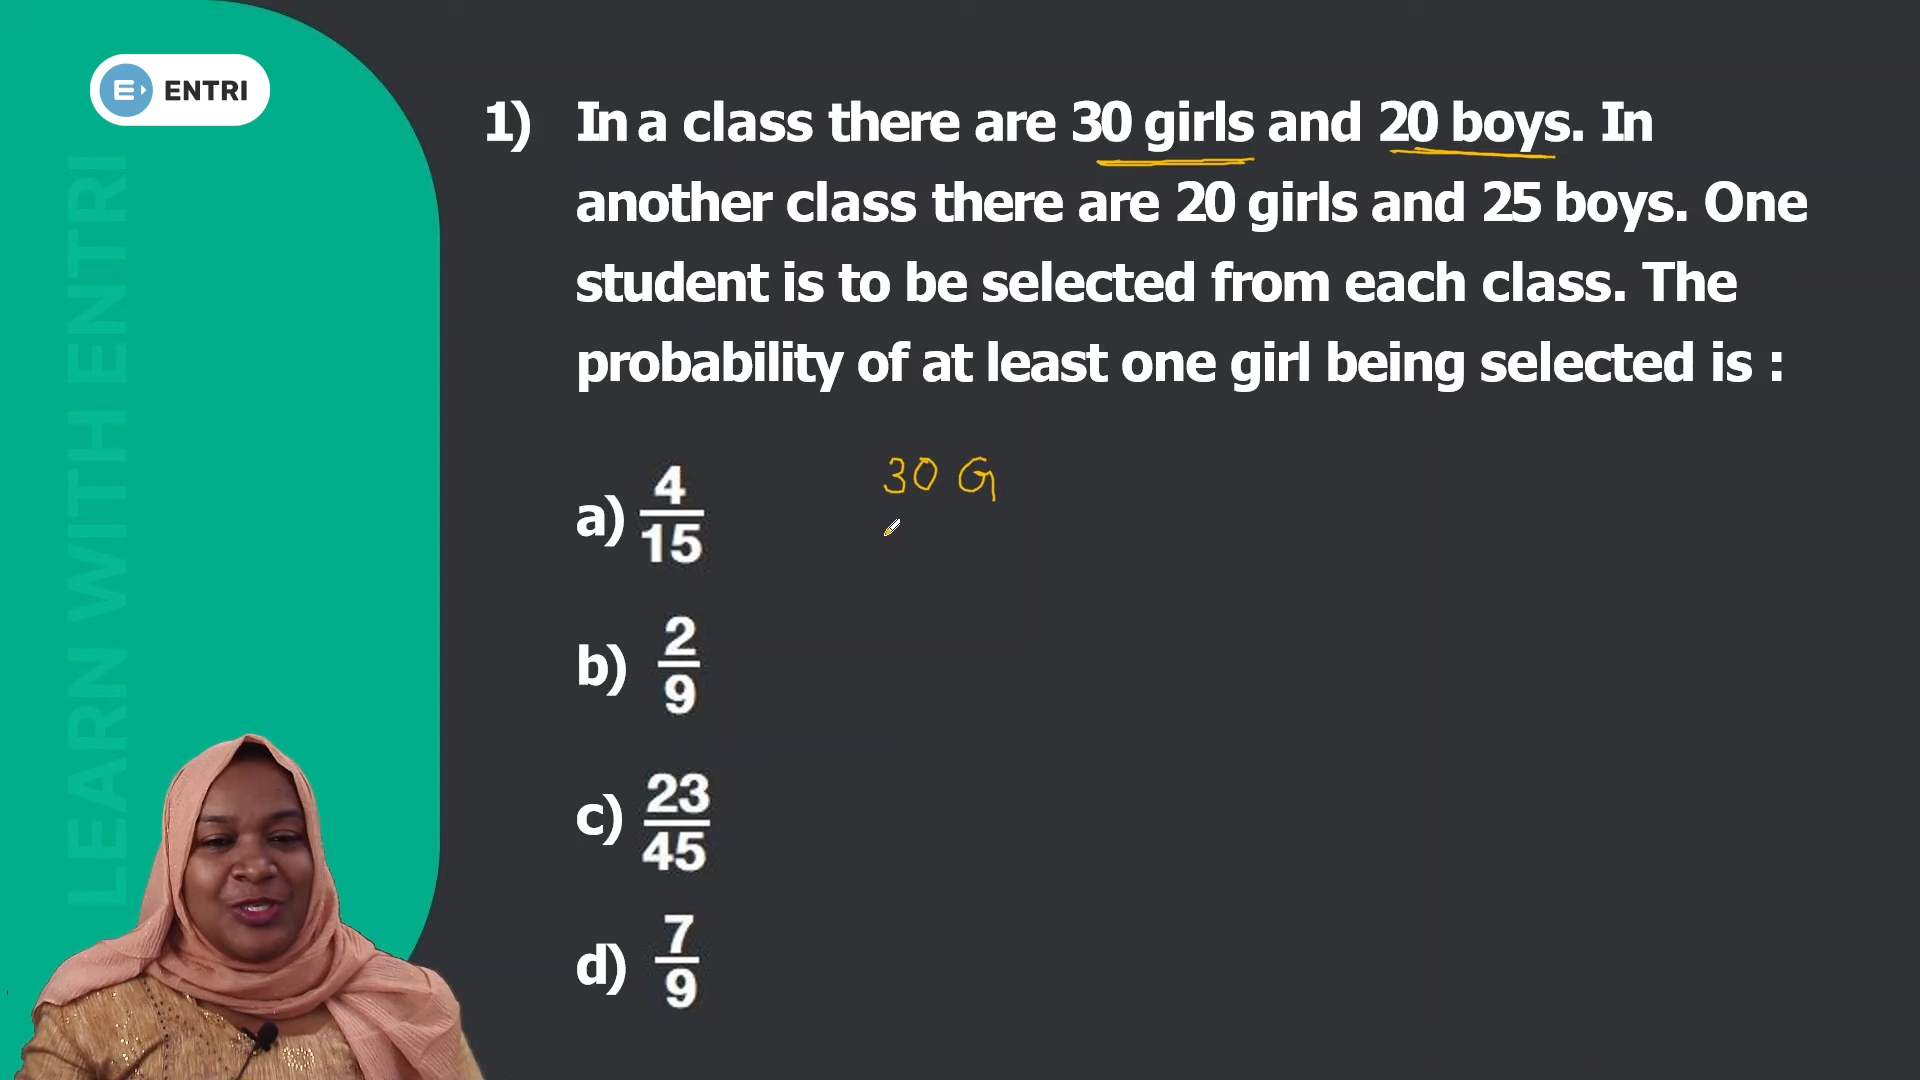 ENTRI
LEARN WITH ENTRI
1) In a class there are 30 girls and 20 boys. In
another class there are 20 girls and 25 boys. One
student is to be selected from each class. The
probability of at least one girl being selected is :
a) 4/15
30 G
b) 2/9
c) 23/45
d) 7/9